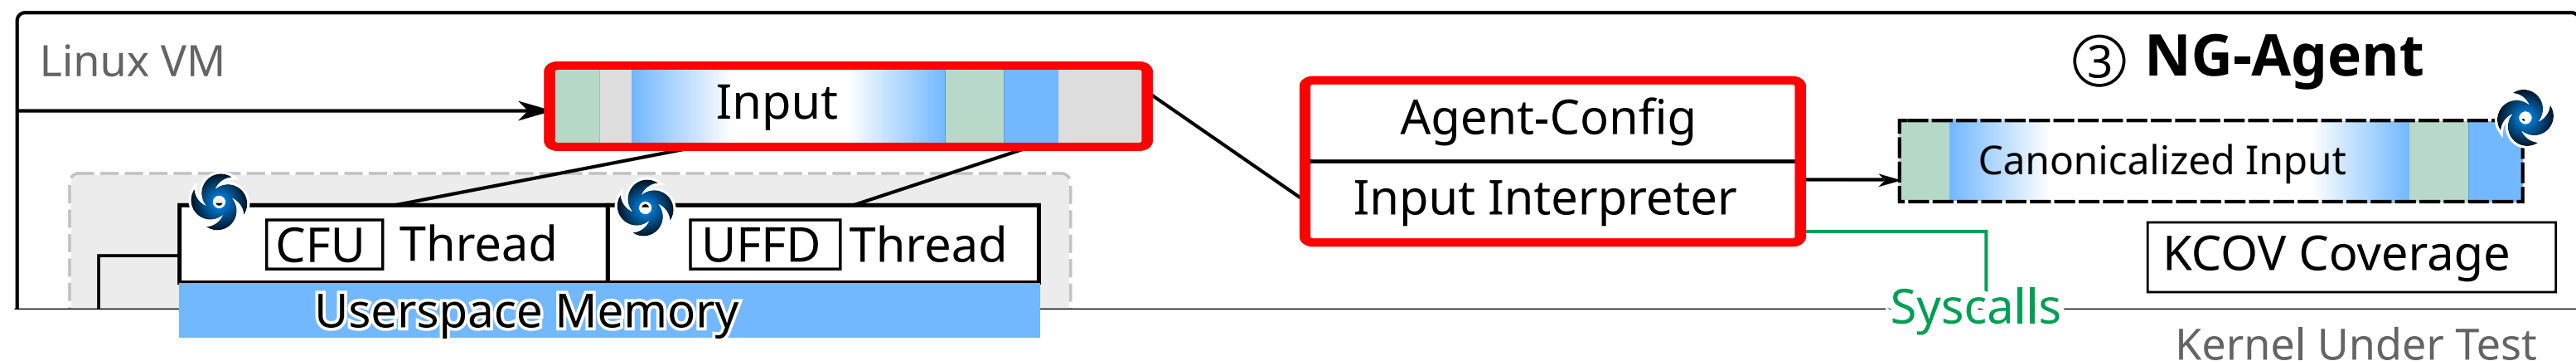 Linux VM
③ NG-Agent
Input
Agent-Config
Input Interpreter
Canonicalized Input
CFU Thread
UFFD Thread
KCOV Coverage
Userspace Memory
Syscalls
Kernel Under Test